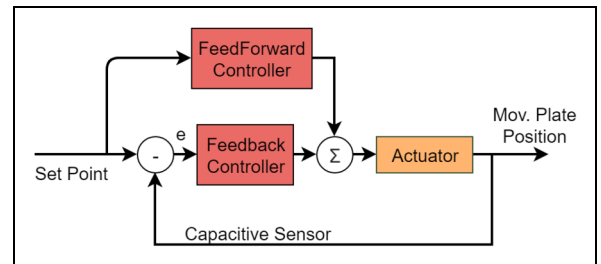 FeedForward
Controller
Mov. Plate
Position
e
Feedback
Controller
-
Σ
Actuator
Set Point
Capacitive Sensor